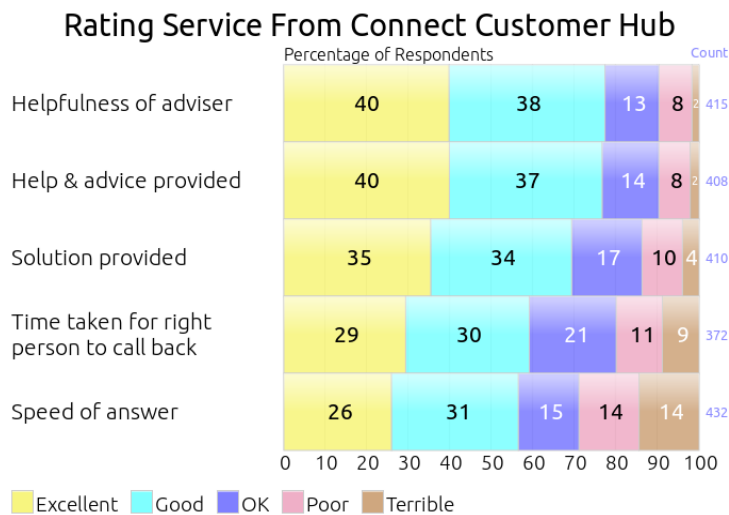 Rating Service From Connect Customer Hub
Percentage of Respondents Count
Helpfulness of adviser 40 38 13 8 2 415
Help & advice provided 40 37 14 8 2 408
Solution provided 35 34 17 10 4 410
Time taken for right
person to call back 29 30 21 11 9 372
Speed of answer 26 31 15 14 14 432
0 10 20 30 40 50 60 70 80 90 100
Excellent Good OK Poor Terrible